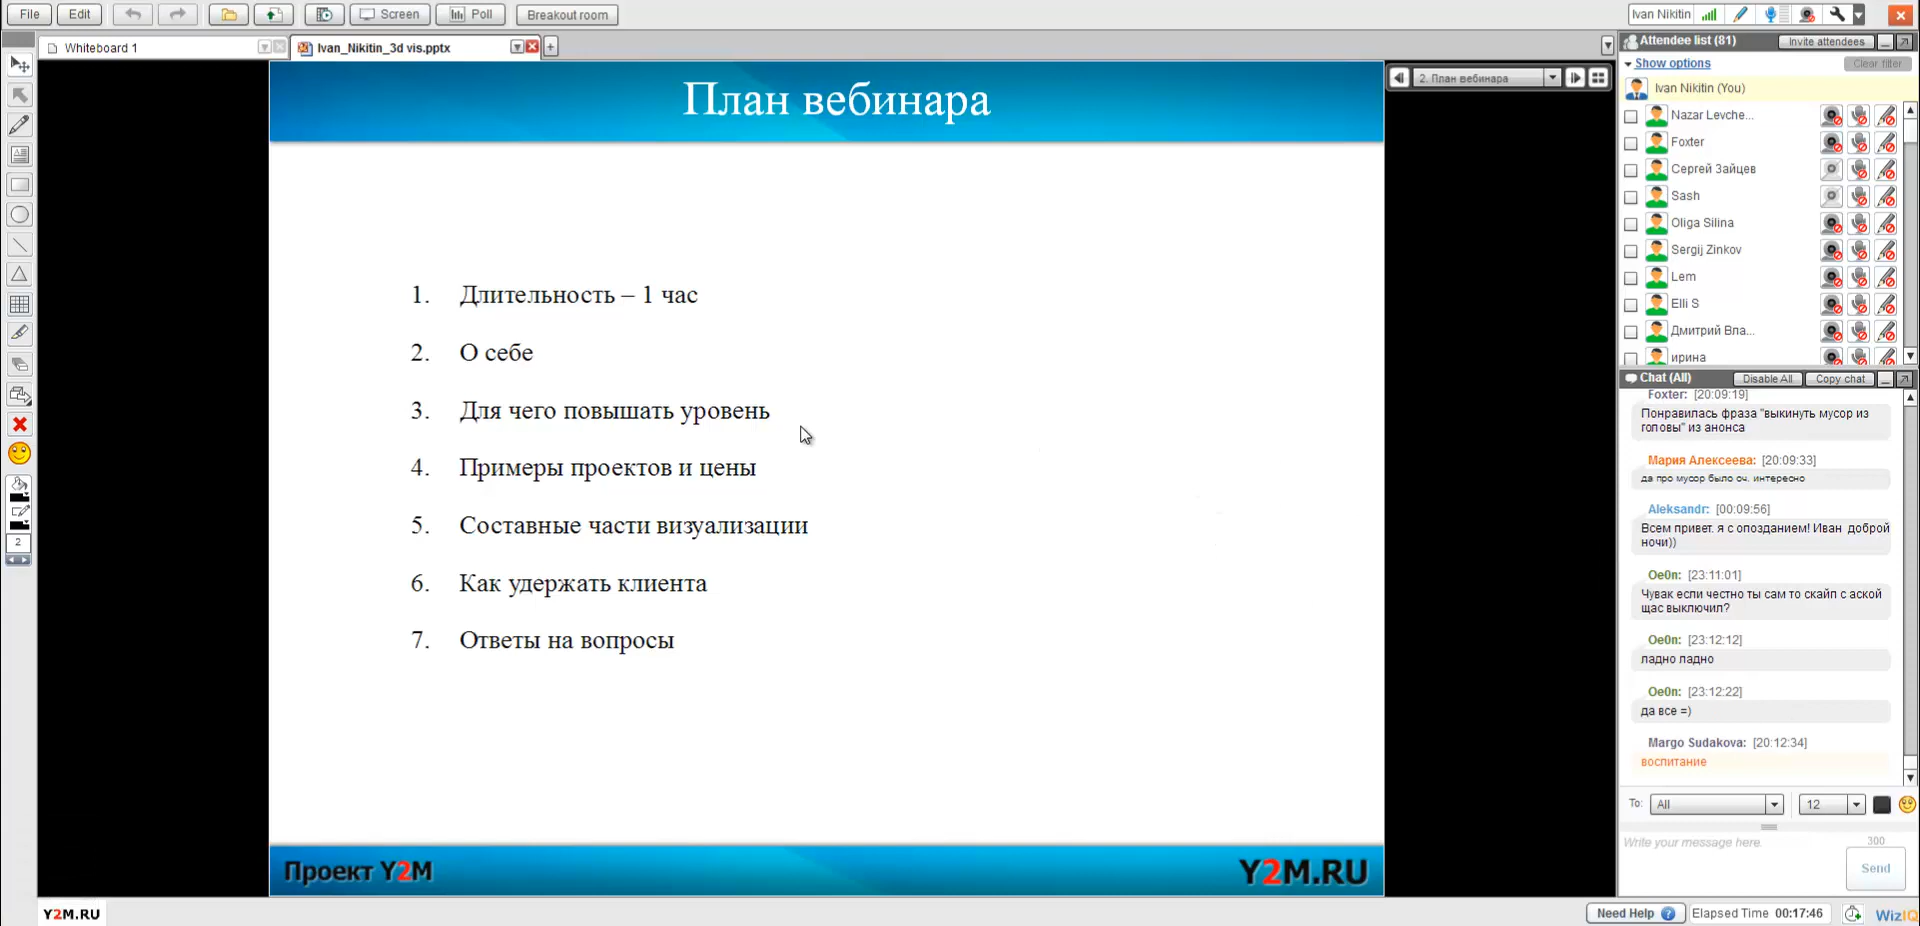 File Edit Screen Poll Breakout room Ivan Nikitin
Whiteboard 1 Ivan_Nikitin_3d vis.pptx
План вебинара
2. План вебинара
1. Длительность – 1 час
2. О себе
3. Для чего повышать уровень
4. Примеры проектов и цены
5. Составные части визуализации
6. Как удержать клиента
7. Ответы на вопросы
Проект Y2M
Y2M.RU
2
Attendee list (81) Invite attendees
Show options Clear filter
Ivan Nikitin (You)
Nazar Levche...
Foxter
Сергей Зайцев
Sash
Oliga Silina
Sergij Zinkov
Lem
Elli S
Дмитрий Вла...
ирина
Chat (All) Disable All Copy chat
Foxter: [20:09:19]
Понравилась фраза "выкинуть мусор из
головы" из анонса
Мария Алексеева: [20:09:33]
да про мусор было оч. интересно
Aleksandr: [00:09:56]
Всем привет. я с опозданием! Иван доброй
ночи))
Oe0n: [23:11:01]
Чувак если честно ты сам то скайп с аской
щас выключил?
Oe0n: [23:12:12]
ладно ладно
Oe0n: [23:12:22]
да все =)
Margo Sudakova: [20:12:34]
воспитание
To: All 12
Write your message here. 300
Send
Y2M.RU
Need Help ? Elapsed Time 00:17:46 WizIQ